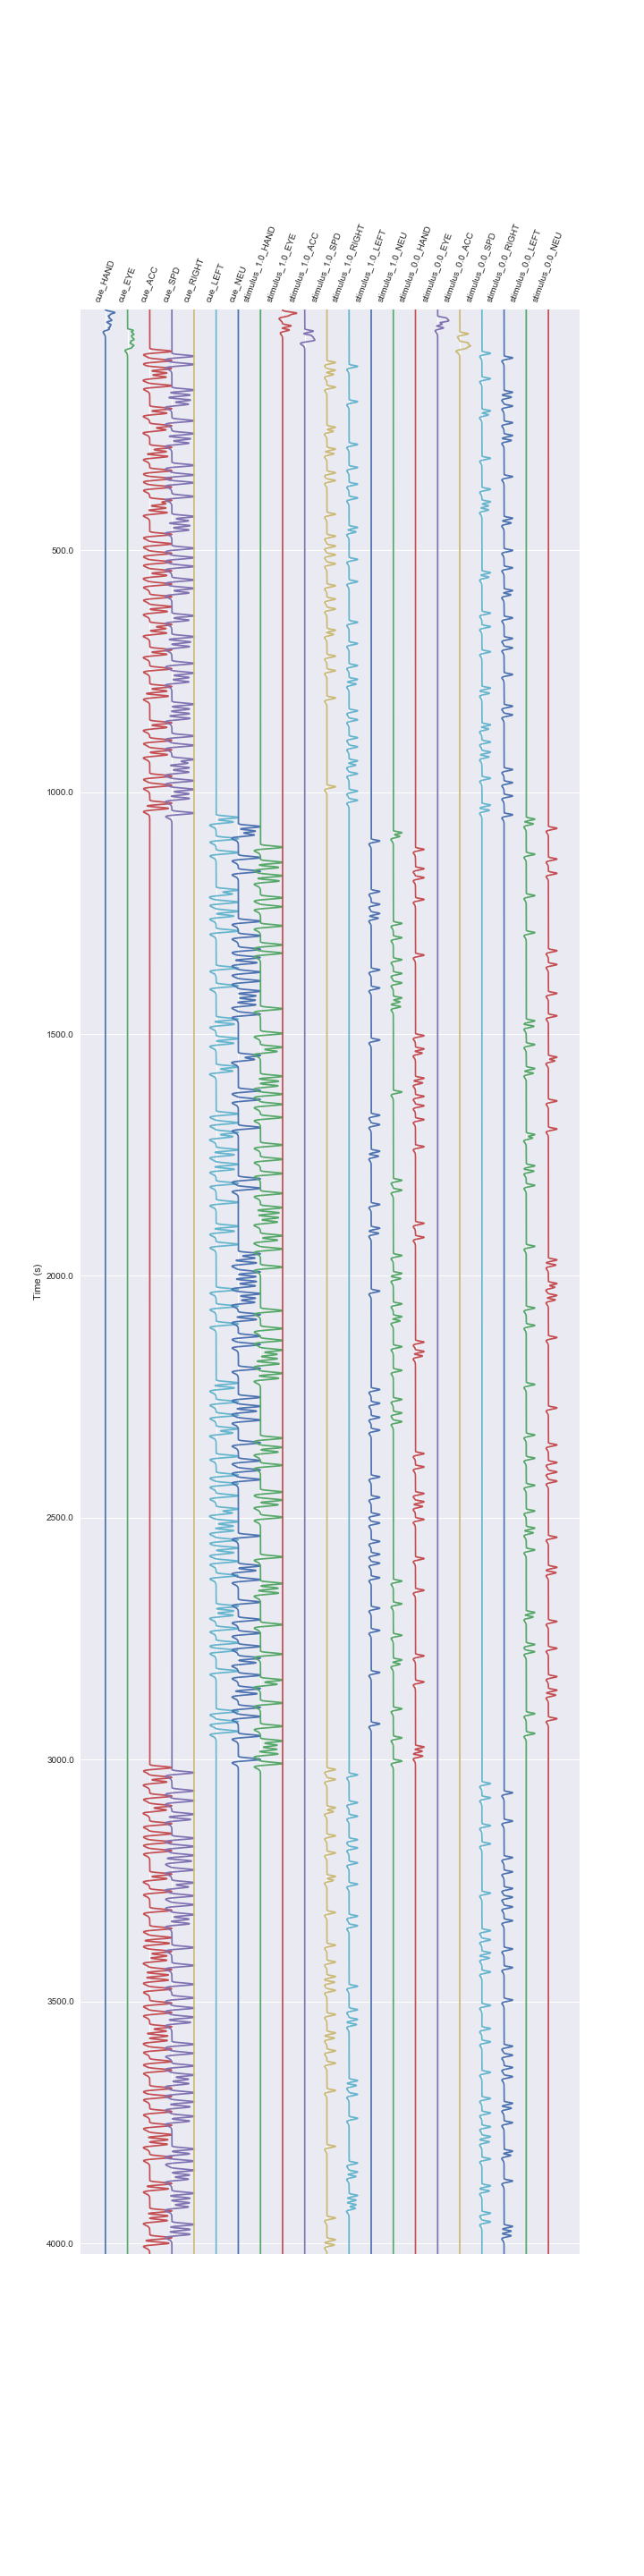 cue_HAND
cue_EYE
cue_ACC
cue_SPD
cue_RIGHT
cue_LEFT
cue_NEU
stimulus_1.0_HAND
stimulus_1.0_EYE
stimulus_1.0_ACC
stimulus_1.0_SPD
stimulus_1.0_RIGHT
stimulus_1.0_LEFT
stimulus_1.0_NEU
stimulus_0.0_HAND
stimulus_0.0_EYE
stimulus_0.0_ACC
stimulus_0.0_SPD
stimulus_0.0_RIGHT
stimulus_0.0_LEFT
stimulus_0.0_NEU
500.0
1000.0
1500.0
2000.0
Time (s)
2500.0
3000.0
3500.0
4000.0